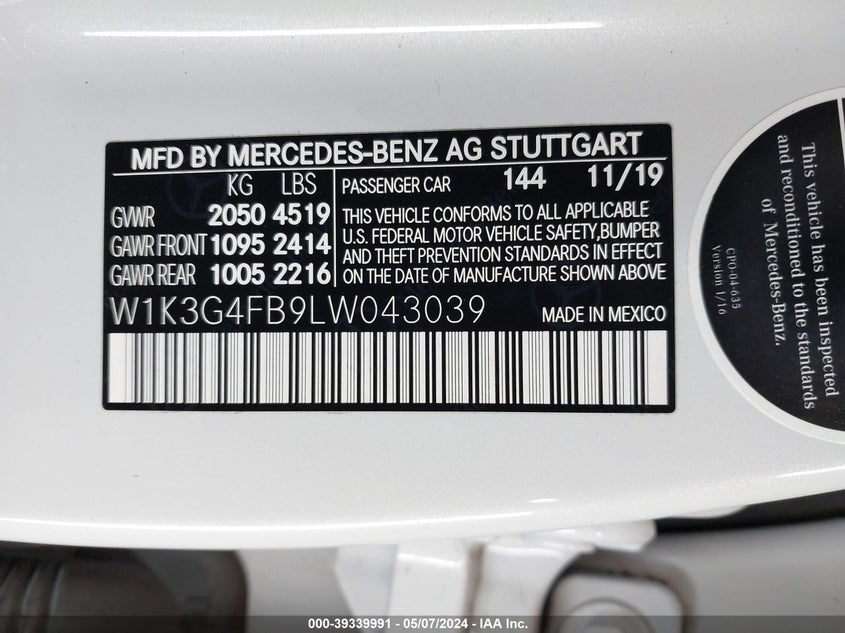 MFD BY MERCEDES-BENZ AG STUTTGART
KG LBS
GVWR 2050 4519
GAWR FRONT 1095 2414
GAWR REAR 1005 2216
PASSENGER CAR 144 11/19
THIS VEHICLE CONFORMS TO ALL APPLICABLE
U.S. FEDERAL MOTOR VEHICLE SAFETY,BUMPER
AND THEFT PREVENTION STANDARDS IN EFFECT
ON THE DATE OF MANUFACTURE SHOWN ABOVE
W1K3G4FB9LW043039
MADE IN MEXICO
This vehicle has been inspected
and reconditioned to the standards
of Mercedes-Benz.
CPO-04-635
Version 1/16
000-39339991 - 05/07/2024 - IAA Inc.